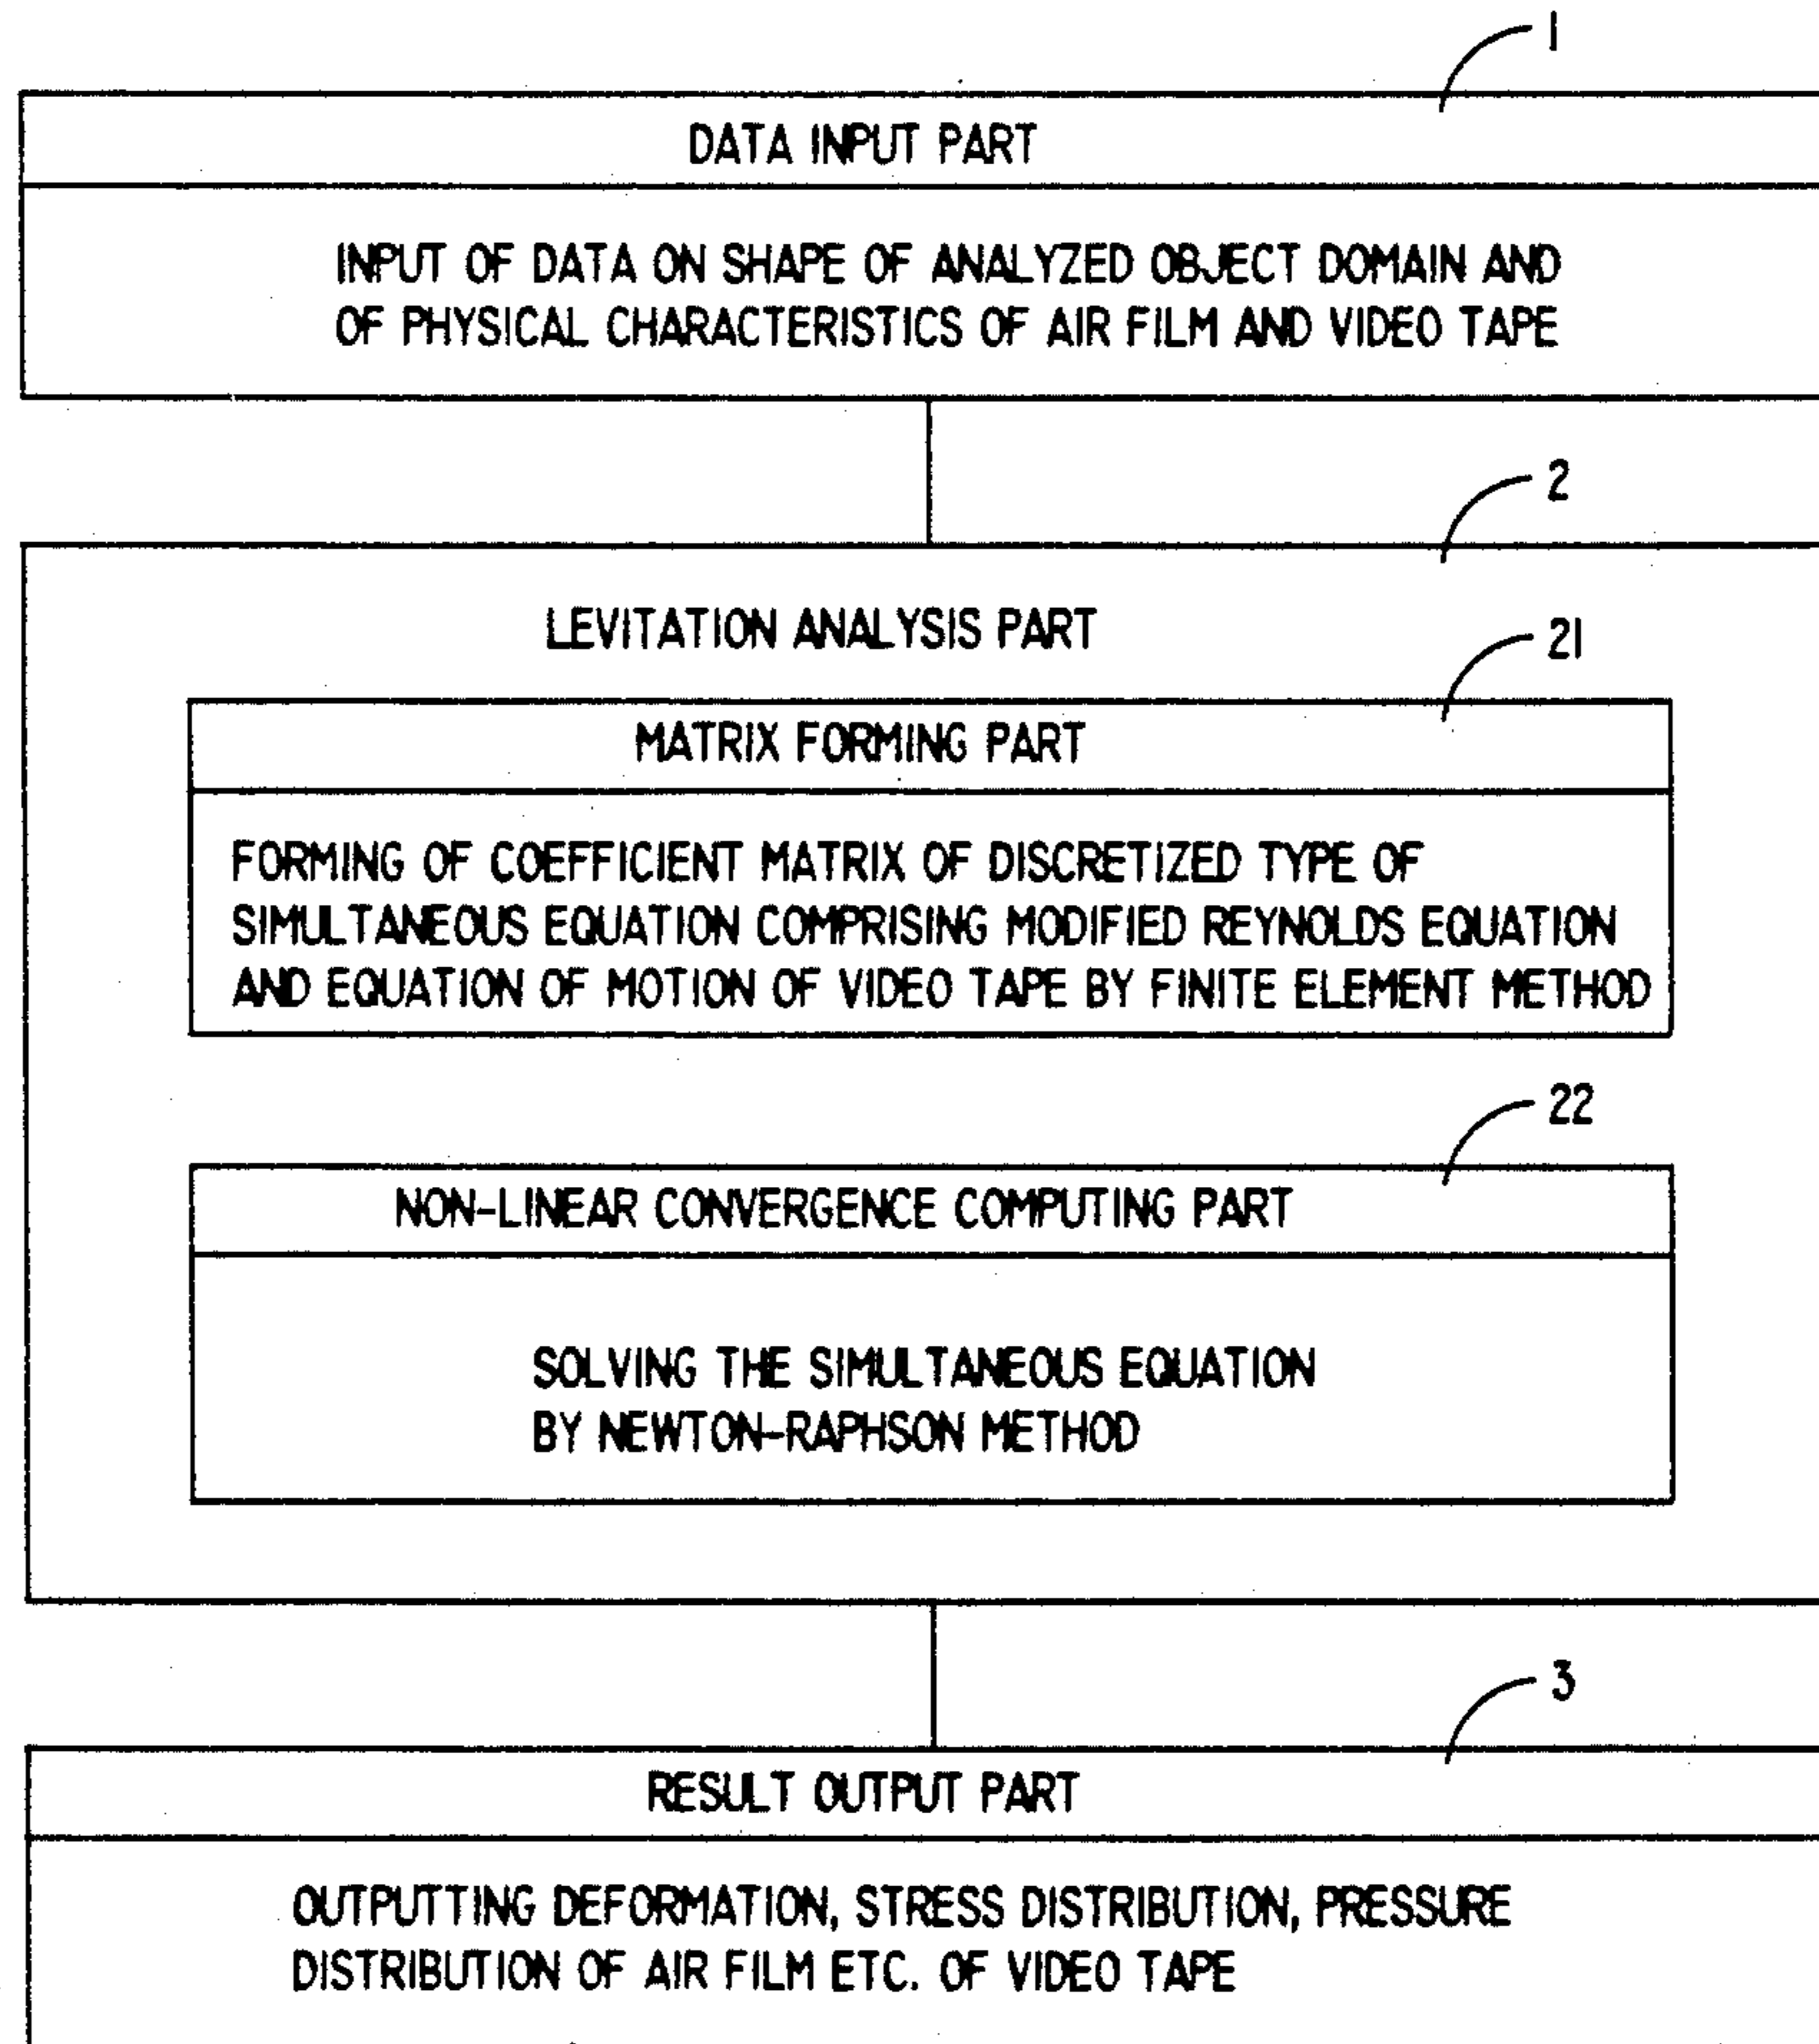 1
DATA INPUT PART
INPUT OF DATA ON SHAPE OF ANALYZED OBJECT DOMAIN AND
OF PHYSICAL CHARACTERISTICS OF AIR FILM AND VIDEO TAPE
2
LEVITATION ANALYSIS PART
21
MATRIX FORMING PART
FORMING OF COEFFICIENT MATRIX OF DISCRETIZED TYPE OF
SIMULTANEOUS EQUATION COMPRISING MODIFIED REYNOLDS EQUATION
AND EQUATION OF MOTION OF VIDEO TAPE BY FINITE ELEMENT METHOD
22
NON-LINEAR CONVERGENCE COMPUTING PART
SOLVING THE SIMULTANEOUS EQUATION
BY NEWTON-RAPHSON METHOD
3
RESULT OUTPUT PART
OUTPUTTING DEFORMATION, STRESS DISTRIBUTION, PRESSURE
DISTRIBUTION OF AIR FILM ETC. OF VIDEO TAPE